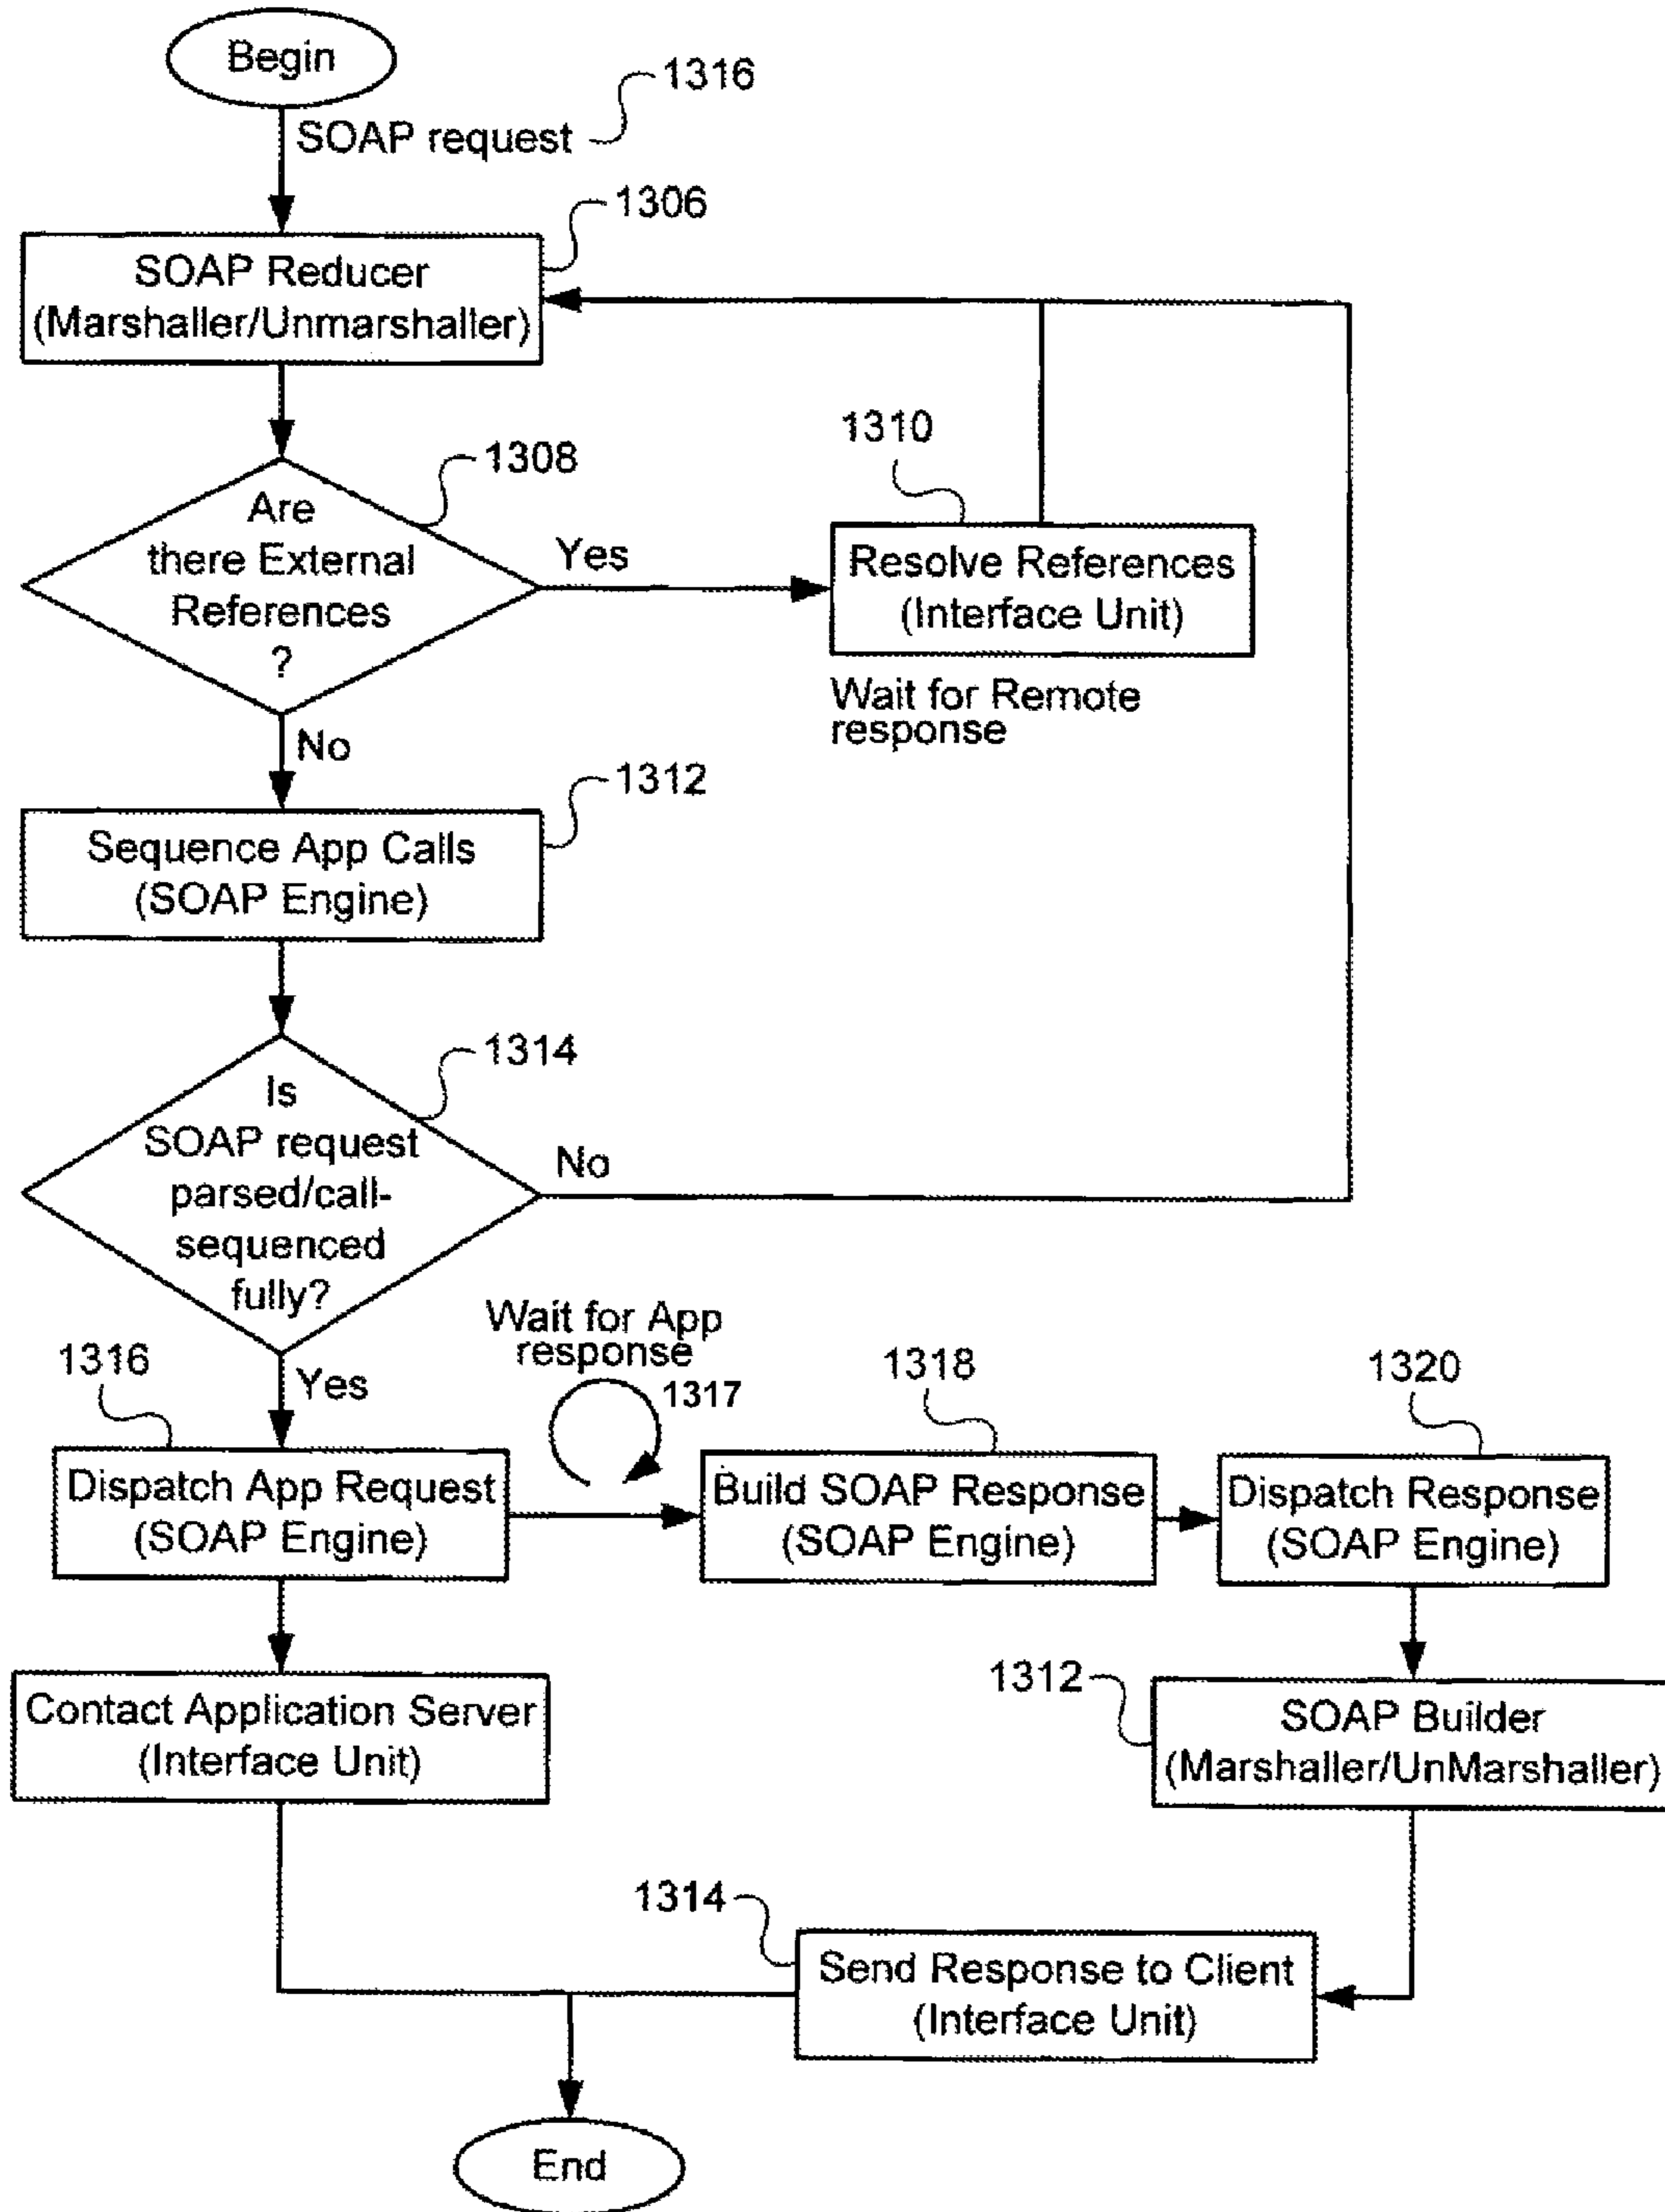 Begin
1316
SOAP request
1306
SOAP Reducer
(Marshaller/Unmarshaller)
1308
Are
there External
References
?
Yes
1310
Resolve References
(Interface Unit)
Wait for Remote
response
No
1312
Sequence App Calls
(SOAP Engine)
1314
Is
SOAP request
parsed/call-
sequenced
fully?
No
Yes
1316
Dispatch App Request
(SOAP Engine)
Wait for App
response
1317
1318
Build SOAP Response
(SOAP Engine)
1320
Dispatch Response
(SOAP Engine)
Contact Application Server
(Interface Unit)
1312
SOAP Builder
(Marshaller/UnMarshaller)
1314
Send Response to Client
(Interface Unit)
End